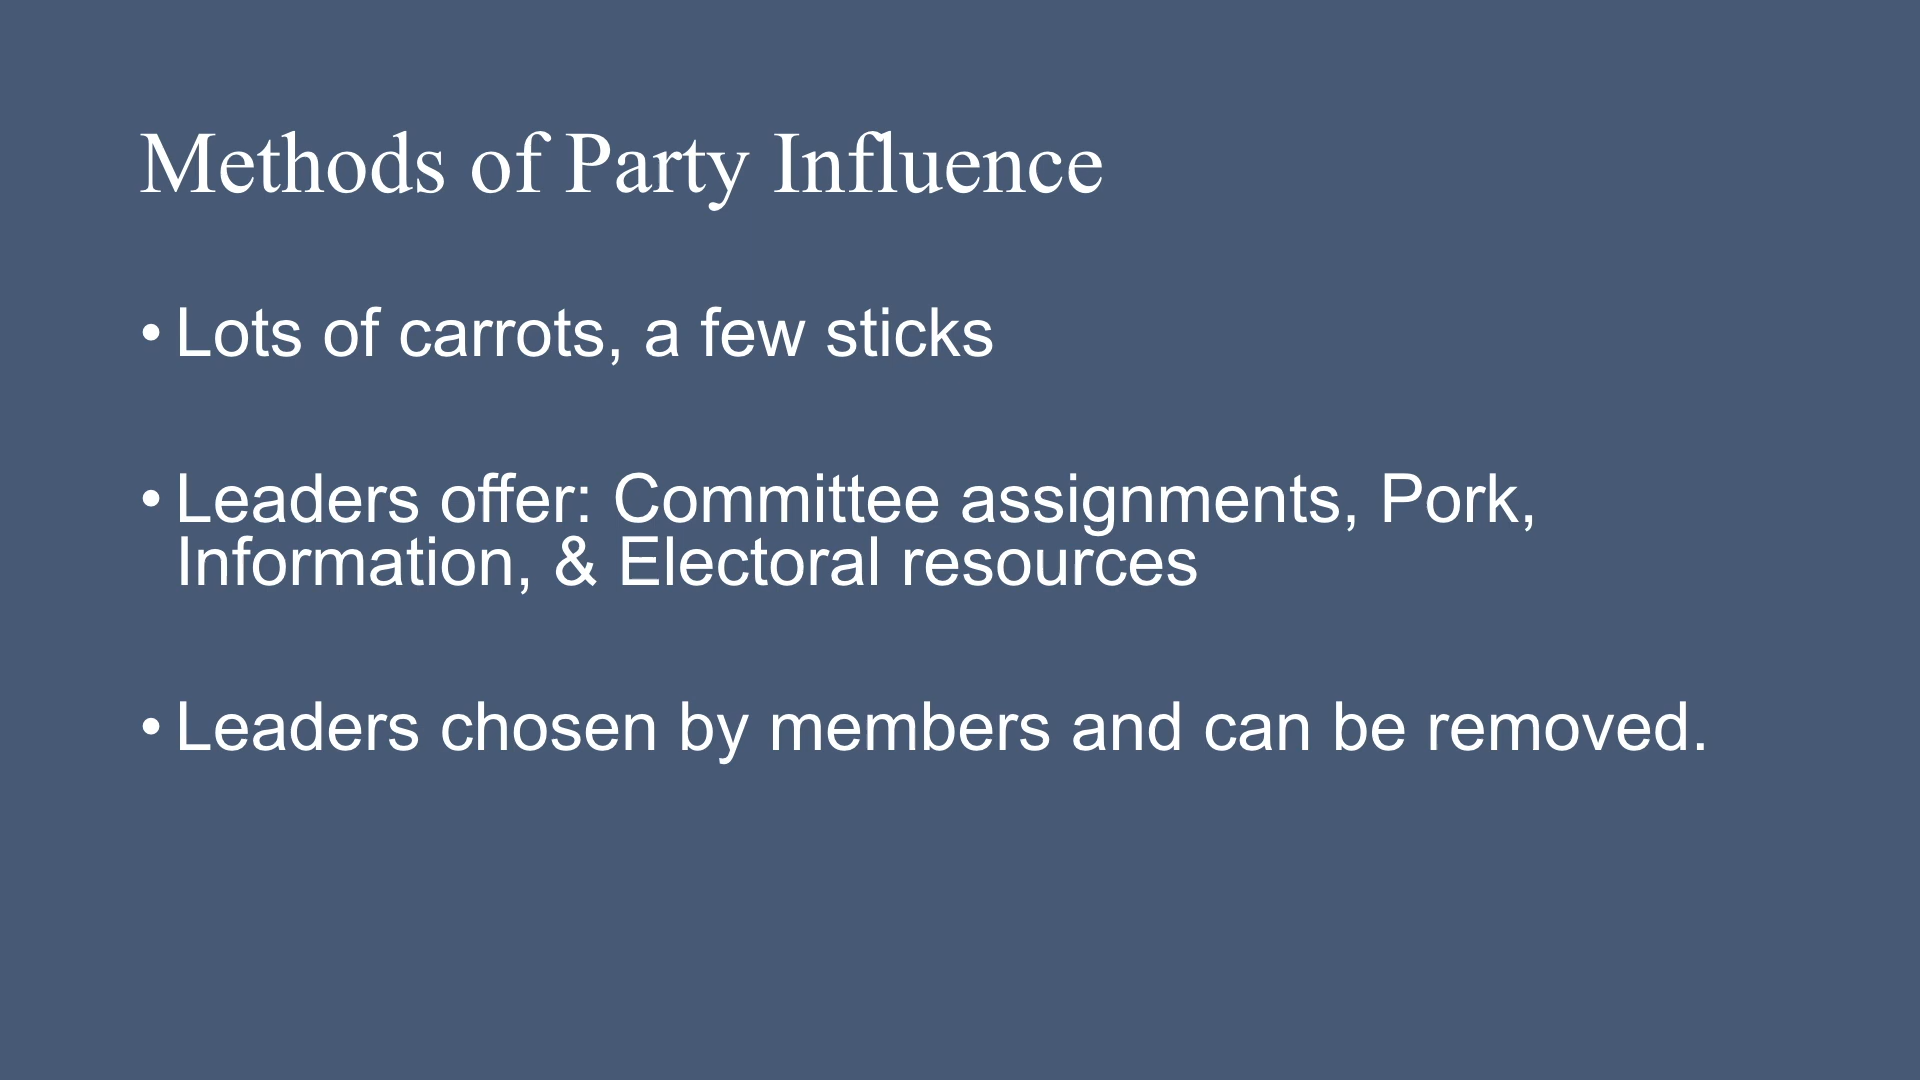 Methods of Party Influence
• Lots of carrots, a few sticks
• Leaders offer: Committee assignments, Pork,
Information, & Electoral resources
• Leaders chosen by members and can be removed.